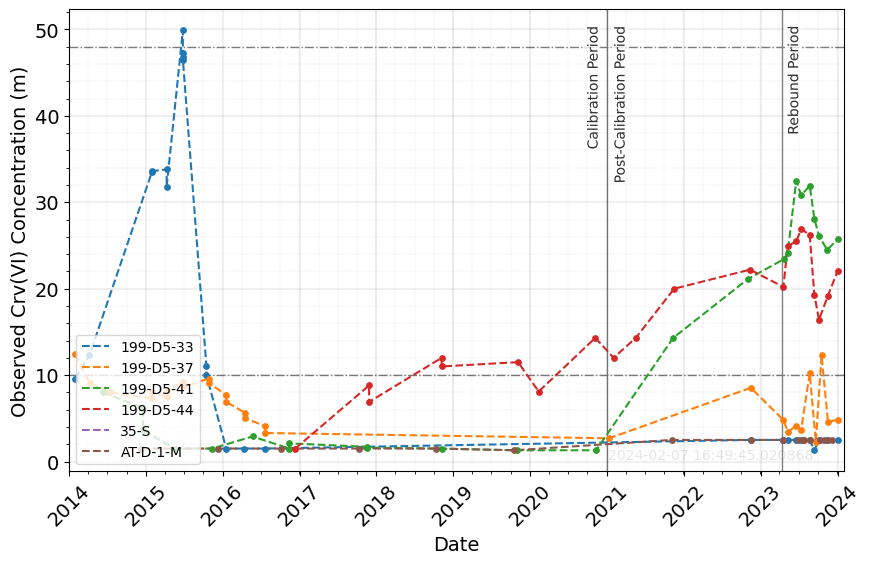 50
40
30
20
10
0
Observed Crv(VI) Concentration (m)
Calibration Period
Post-Calibration Period
Rebound Period
199-D5-33
199-D5-37
199-D5-41
199-D5-44
35-S
AT-D-1-M
2024-02-07 16:49:45.020868
2014
2015
2016
2017
2018
2019
2020
2021
2022
2023
2024
Date